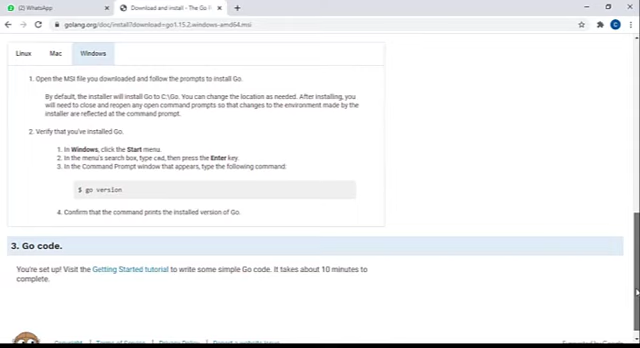 (2) WhatsApp
Download and install - The Go P
golang.org/doc/install?download=go1.15.2.windows-amd64.msi
C
Linux
Mac
Windows
1. Open the MSI file you downloaded and follow the prompts to install Go.
By default, the installer will install Go to C:\Go. You can change the location as needed. After installing, you
will need to close and reopen any open command prompts so that changes to the environment made by the
installer are reflected at the command prompt.
2. Verify that you've installed Go.
1. In Windows, click the Start menu.
2. In the menu's search box, type cmd, then press the Enter key.
3. In the Command Prompt window that appears, type the following command:
$ go version
4. Confirm that the command prints the installed version of Go.
3. Go code.
You're set up! Visit the Getting Started tutorial to write some simple Go code. It takes about 10 minutes to
complete.